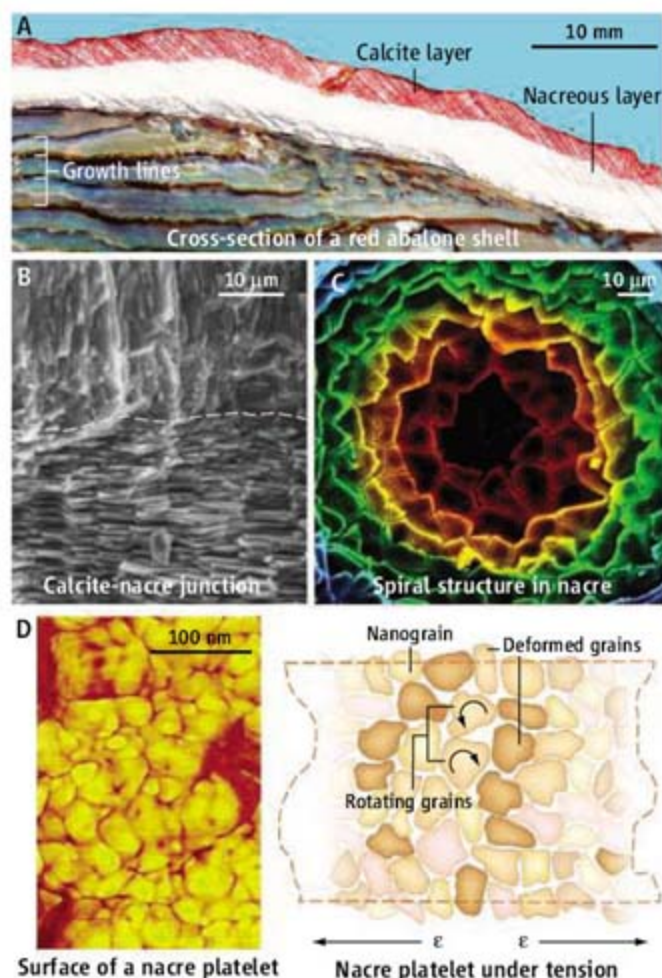 A
10 mm
Calcite layer
Nacreous layer
Growth lines
Cross-section of a red abalone shell
B
10 μm
C
10 μm
Calcite-nacre junction
Spiral structure in nacre
D
100 nm
Nanograin
Deformed grains
Rotating grains
ε ε
Surface of a nacre platelet
Nacre platelet under tension